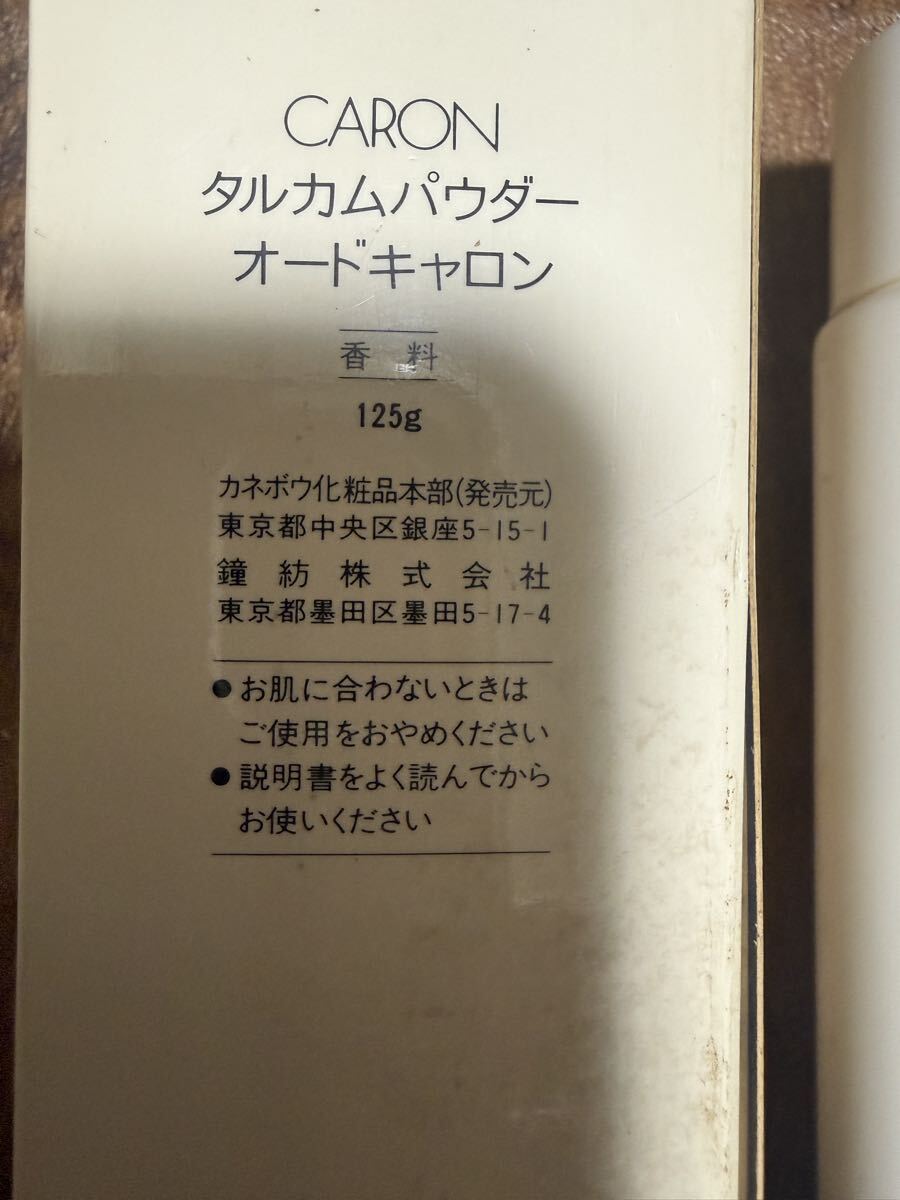 CARON
タルカムパウダー
オードキャロン
香料
125g
カネボウ化粧品本部(発売元)
東京都中央区銀座5-15-1
鐘紡株式会社
東京都墨田区墨田5-17-4
●お肌に合わないときは
ご使用をおやめください
●説明書をよく読んでから
お使いください